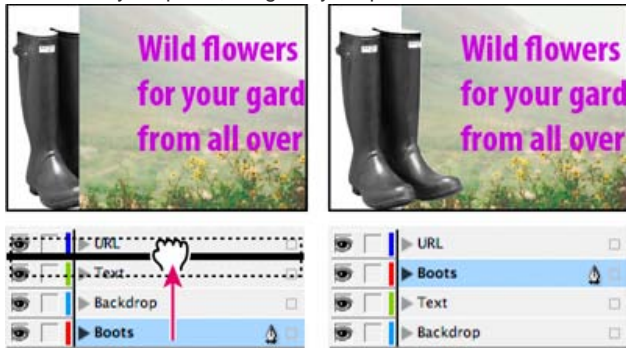 Wild flowers
for your gard
from all over
Wild flowers
for your gard
from all over
URL
Text
Backdrop
Boots
URL
Boots
Text
Backdrop